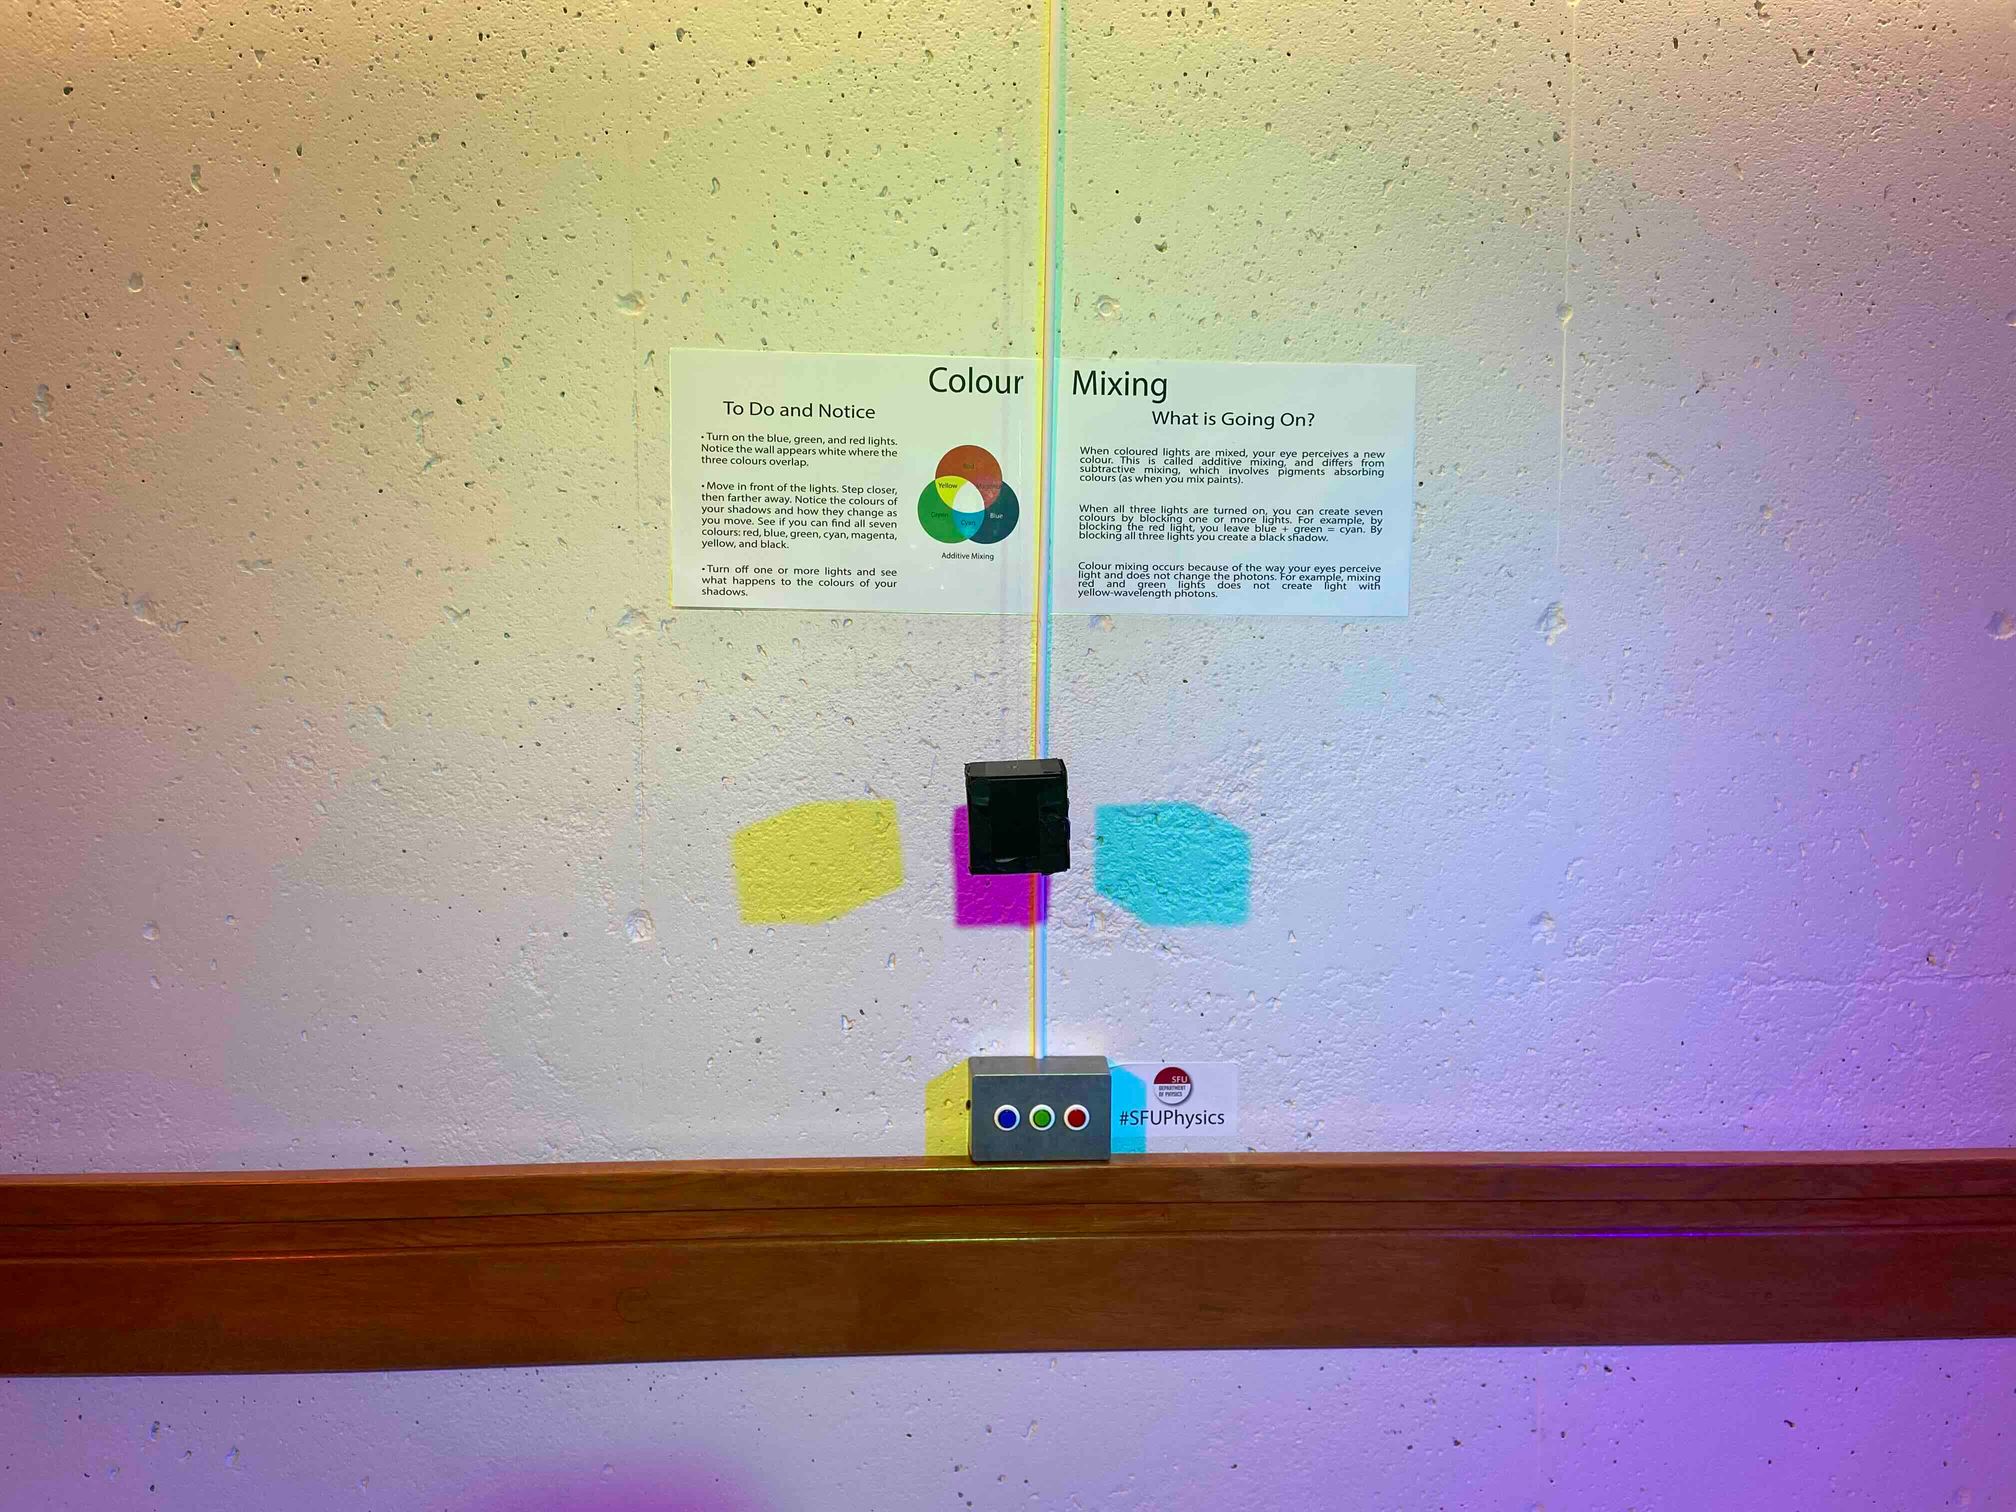 Colour Mixing
To Do and Notice
• Turn on the blue, green, and red lights.
Notice the wall appears white where the
three colours overlap.
• Move in front of the lights. Step closer,
then farther away. Notice the colours of
your shadows and how they change as
you move. See if you can find all seven
colours: red, blue, green, cyan, magenta,
yellow, and black.
• Turn off one or more lights and see
what happens to the colours of your
shadows.
Red
Yellow
Magenta
Green
Cyan
Blue
Additive Mixing
What is Going On?
When coloured lights are mixed, your eye perceives a new
colour. This is called additive mixing, and differs from
subtractive mixing, which involves pigments absorbing
colours (as when you mix paints).
When all three lights are turned on, you can create seven
colours by blocking one or more lights. For example, by
blocking the red light, you leave blue + green = cyan. By
blocking all three lights you create a black shadow.
Colour mixing occurs because of the way your eyes perceive
light and does not change the photons. For example, mixing
red and green lights does not create light with
yellow-wavelength photons.
SFU
DEPARTMENT
OF PHYSICS
#SFUPhysics